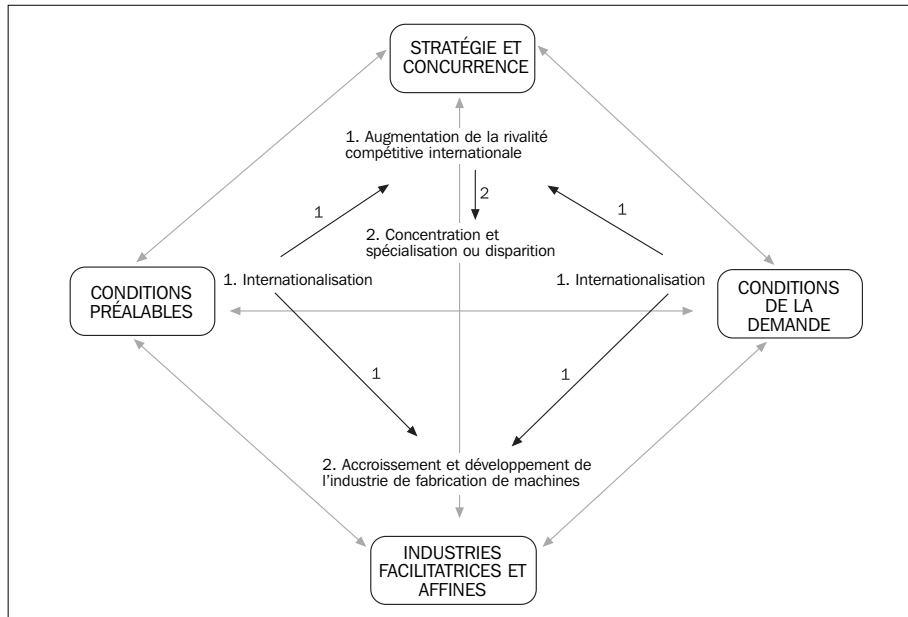 STRATÉGIE ET
CONCURRENCE
1. Augmentation de la rivalité
compétitive internationale
2
1
1
2. Concentration et
spécialisation ou disparition
1. Internationalisation
1. Internationalisation
CONDITIONS
PRÉALABLES
CONDITIONS
DE LA
DEMANDE
1
1
2. Accroissement et développement de
l'industrie de fabrication de machines
INDUSTRIES
FACILITATRICES ET
AFFINES